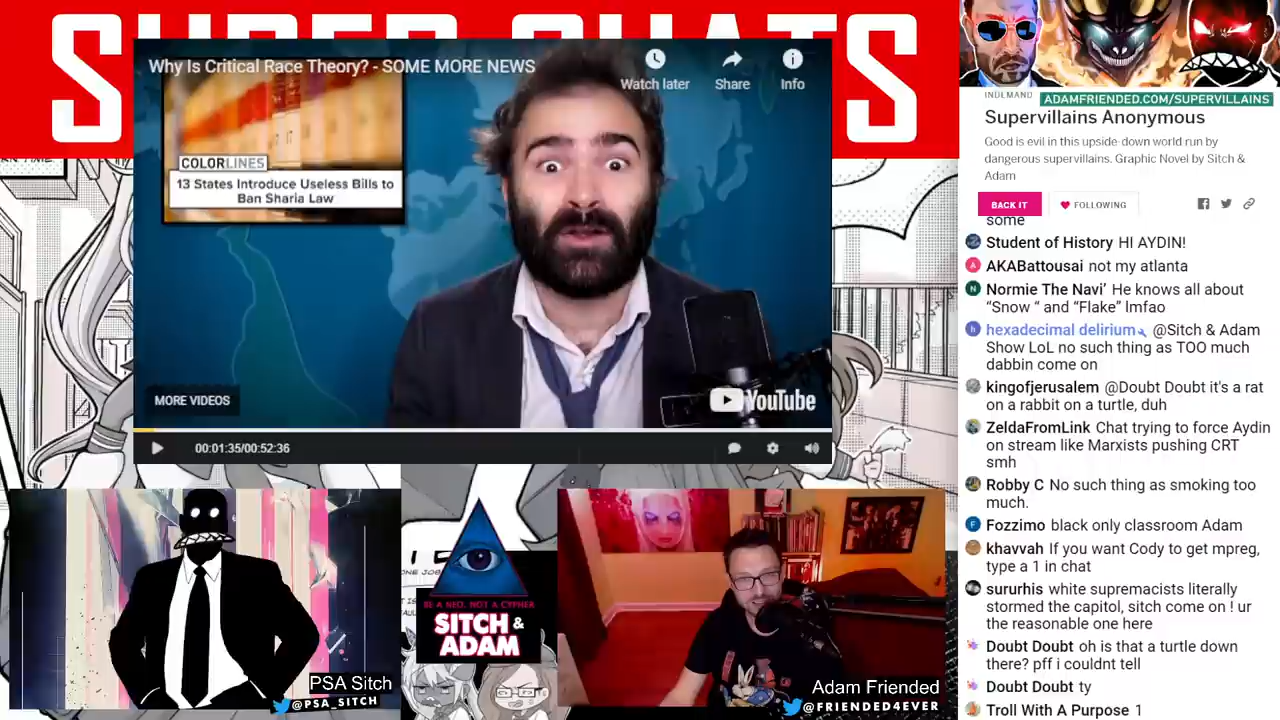 SUPER CHATS
Why Is Critical Race Theory? - SOME MORE NEWS
Watch later
Share
Info
COLORLINES
13 States Introduce Useless Bills to
Ban Sharia Law
MORE VIDEOS
YouTube
00:01:35/00:52:36
BE A NEO, NOT A CYPHER
SITCH &
ADAM
PSA Sitch
@PSA_SITCH
Adam Friended
@FRIENDED4EVER
INDEMAND
ADAMFRIENDED.COM/SUPERVILLAINS
Supervillains Anonymous
Good is evil in this upside-down world run by
dangerous supervillains. Graphic Novel by Sitch &
Adam
BACK IT
FOLLOWING
some
Student of History HI AYDIN!
AKABattousai not my atlanta
Normie The Navi’ He knows all about
“Snow “ and “Flake” lmfao
hexadecimal delirium @Sitch & Adam
Show LoL no such thing as TOO much
dabbin come on
kingofjerusalem @Doubt Doubt it's a rat
on a rabbit on a turtle, duh
ZeldaFromLink Chat trying to force Aydin
on stream like Marxists pushing CRT
smh
Robby C No such thing as smoking too
much.
Fozzimo black only classroom Adam
khavvah If you want Cody to get mpreg,
type a 1 in chat
sururhis white supremacists literally
stormed the capitol, sitch come on ! ur
the reasonable one here
Doubt Doubt oh is that a turtle down
there? pff i couldnt tell
Doubt Doubt ty
Troll With A Purpose 1